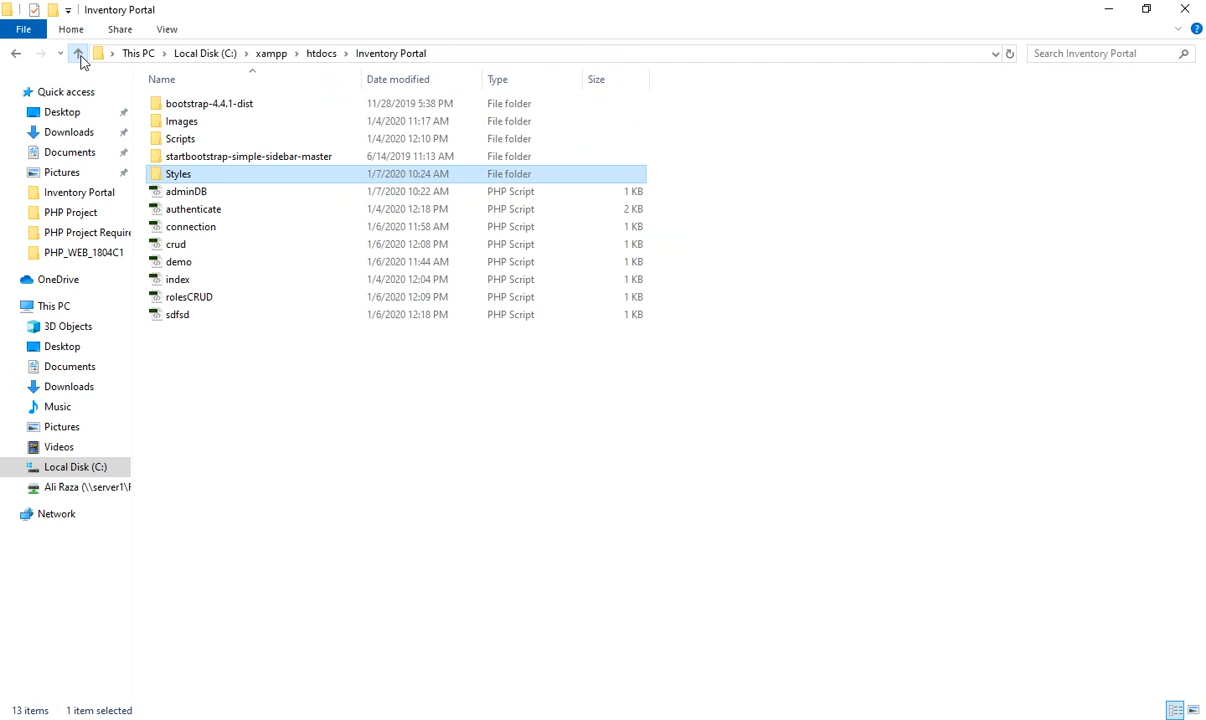 Inventory Portal
File Home Share View
This PC Local Disk (C:) xampp htdocs Inventory Portal Search Inventory Portal
Name Date modified Type Size
Quick access
Desktop
Downloads
Documents
Pictures
Inventory Portal
PHP Project
PHP Project Require
PHP_WEB_1804C1
OneDrive
This PC
3D Objects
Desktop
Documents
Downloads
Music
Pictures
Videos
Local Disk (C:)
Ali Raza (\\server1\F
Network
bootstrap-4.4.1-dist 11/28/2019 5:38 PM File folder
Images 1/4/2020 11:17 AM File folder
Scripts 1/4/2020 12:10 PM File folder
startbootstrap-simple-sidebar-master 6/14/2019 11:13 AM File folder
Styles 1/7/2020 10:24 AM File folder
adminDB 1/7/2020 10:22 AM PHP Script 1 KB
authenticate 1/4/2020 12:18 PM PHP Script 2 KB
connection 1/6/2020 11:58 AM PHP Script 1 KB
crud 1/6/2020 12:08 PM PHP Script 1 KB
demo 1/6/2020 11:44 AM PHP Script 1 KB
index 1/4/2020 12:04 PM PHP Script 1 KB
rolesCRUD 1/6/2020 12:09 PM PHP Script 1 KB
sdfsd 1/6/2020 12:18 PM PHP Script 1 KB
13 items 1 item selected